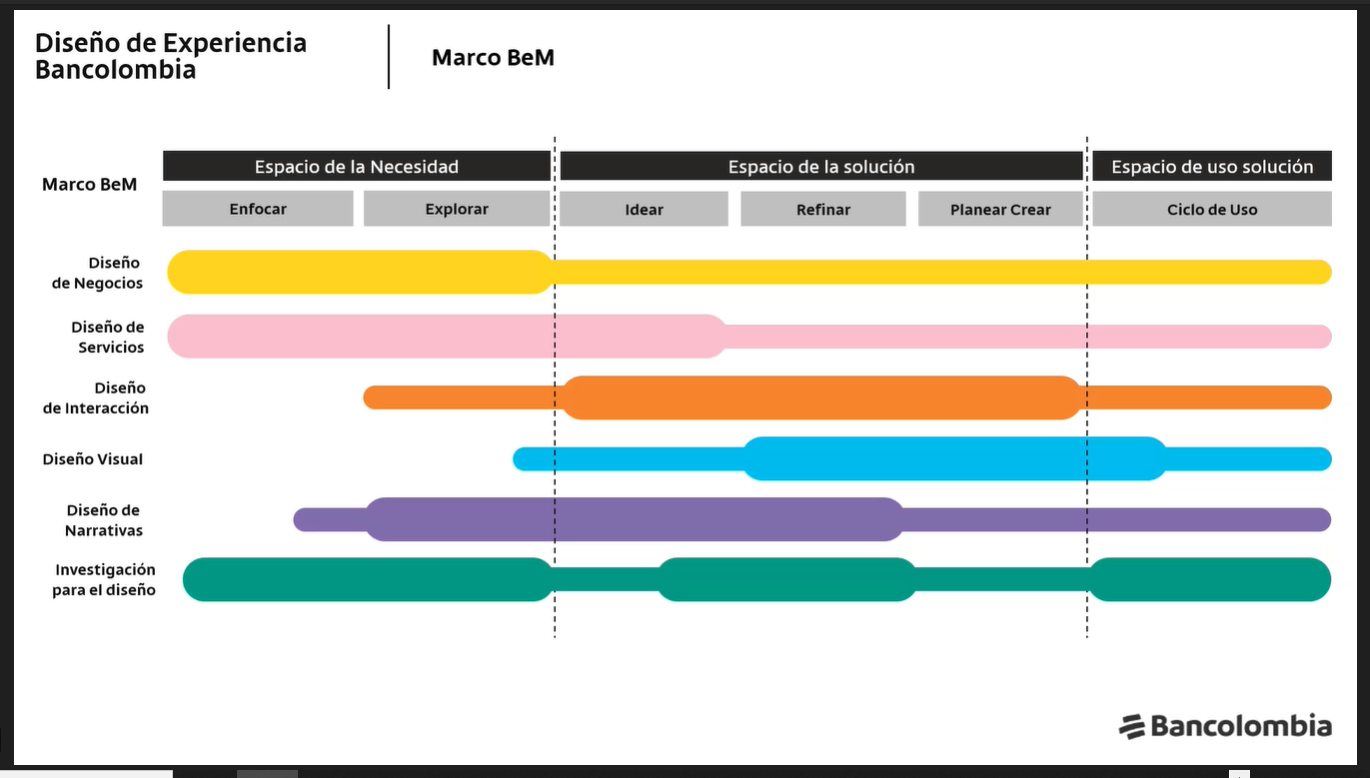 Diseño de Experiencia
Bancolombia
Marco BeM
Marco BeM
Espacio de la Necesidad
Espacio de la solución
Espacio de uso solución
Enfocar
Explorar
Idear
Refinar
Planear Crear
Ciclo de Uso
Diseño
de Negocios
Diseño de
Servicios
Diseño
de Interacción
Diseño Visual
Diseño de
Narrativas
Investigación
para el diseño
Bancolombia